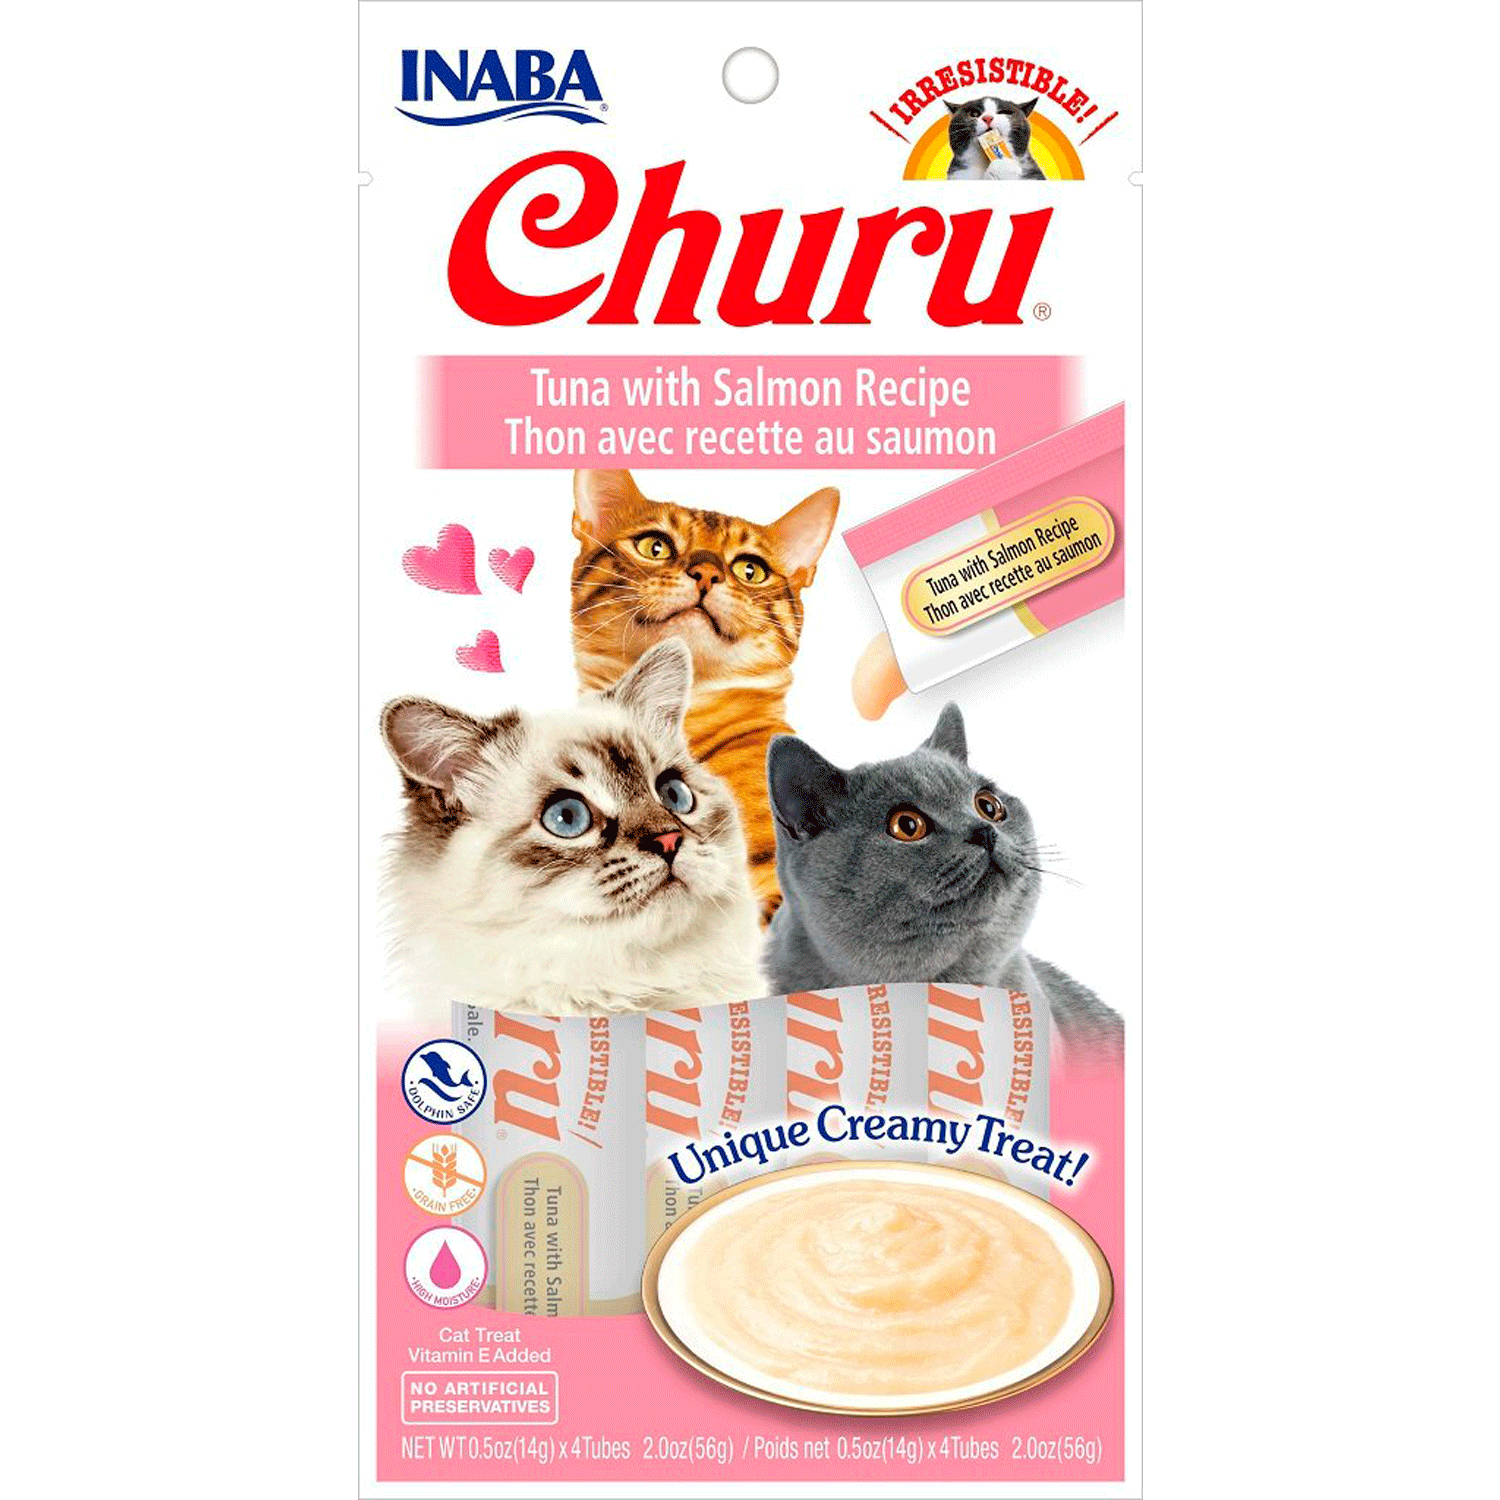 INABA®
IRRESISTIBLE!
Churu®
Tuna with Salmon Recipe
Thon avec recette au saumon
Tuna with Salmon Recipe
Thon avec recette au saumon
Unique Creamy Treat!
DOLPHIN SAFE
GRAIN FREE
HIGH MOISTURE
Cat Treat
Vitamin E Added
NO ARTIFICIAL
PRESERVATIVES
NET WT 0.5oz(14g) x 4Tubes 2.0oz(56g) / Poids net 0.5oz(14g) x 4Tubes 2.0oz(56g)